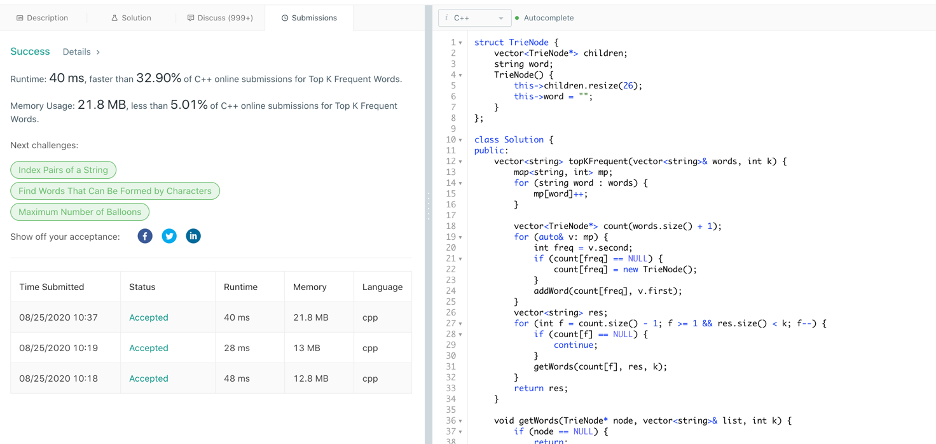 Description
Solution
Discuss (999+)
Submissions
Success
Details >
Runtime: 40 ms, faster than 32.90% of C++ online submissions for Top K Frequent Words.
Memory Usage: 21.8 MB, less than 5.01% of C++ online submissions for Top K Frequent
Words.
Next challenges:
Index Pairs of a String
Find Words That Can Be Formed by Characters
Maximum Number of Balloons
Show off your acceptance:
Time Submitted Status Runtime Memory Language
08/25/2020 10:37 Accepted 40 ms 21.8 MB cpp
08/25/2020 10:19 Accepted 28 ms 13 MB cpp
08/25/2020 10:18 Accepted 48 ms 12.8 MB cpp
i C++ Autocomplete
1 struct TrieNode {
2 vector<TrieNode*> children;
3 string word;
4 TrieNode() {
5 this->children.resize(26);
6 this->word = "";
7 }
8 };
9
10 class Solution {
11 public:
12 vector<string> topKFrequent(vector<string>& words, int k) {
13 map<string, int> mp;
14 for (string word : words) {
15 mp[word]++;
16 }
17
18 vector<TrieNode*> count(words.size() + 1);
19 for (auto& v: mp) {
20 int freq = v.second;
21 if (count[freq] == NULL) {
22 count[freq] = new TrieNode();
23 }
24 addWord(count[freq], v.first);
25 }
26 vector<string> res;
27 for (int f = count.size() - 1; f >= 1 && res.size() < k; f--) {
28 if (count[f] == NULL) {
29 continue;
30 }
31 getWords(count[f], res, k);
32 }
33 return res;
34 }
35
36 void getWords(TrieNode* node, vector<string>& list, int k) {
37 if (node == NULL) {
38 return;